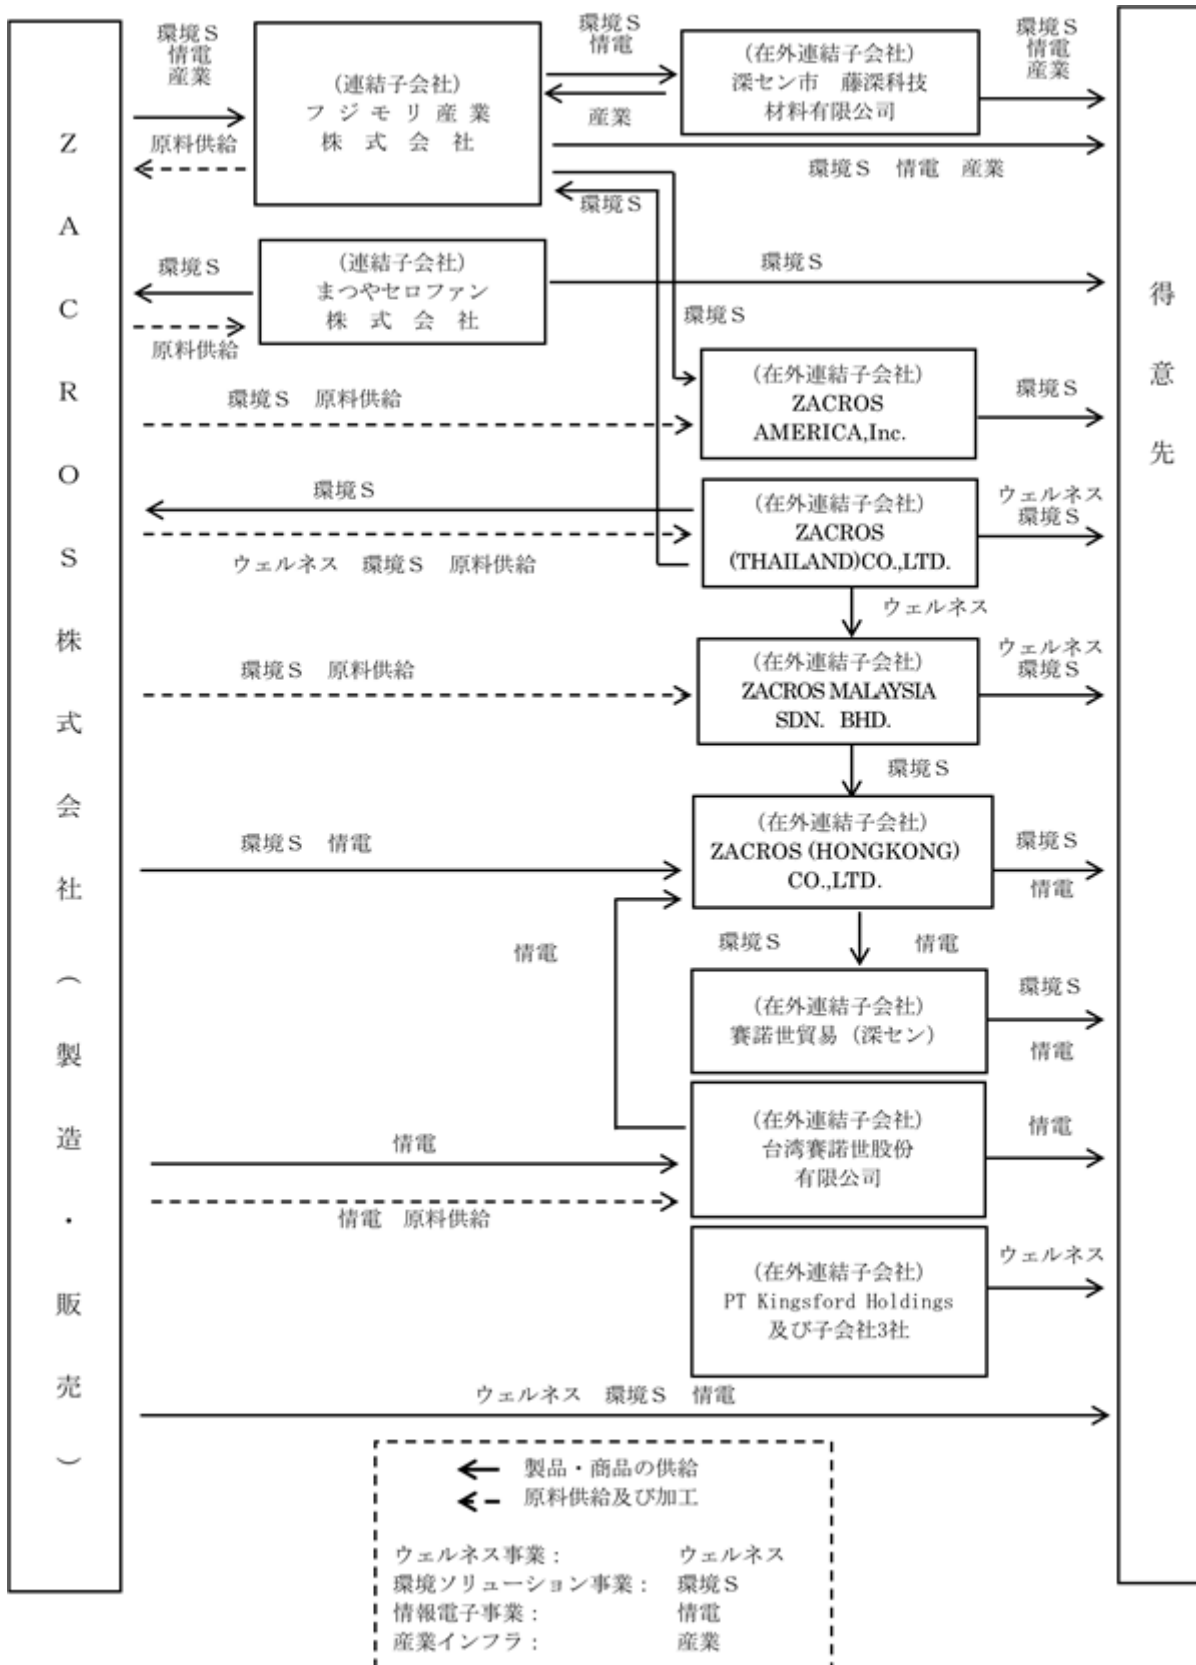 ZACROS株式会社(製造・販売)
環境S
情電
産業
原料供給
(連結子会社)
フジモリ産業
株式会社
環境S
情電
産業
(在外連結子会社)
深セン市 藤深科技
材料有限公司
環境S
情電
産業
環境S 情電 産業
環境S
得意先
環境S
原料供給
(連結子会社)
まつやセロファン
株式会社
環境S
環境S
環境S 原料供給
(在外連結子会社)
ZACROS
AMERICA,Inc.
環境S
環境S
ウェルネス 環境S 原料供給
(在外連結子会社)
ZACROS
(THAILAND)CO.,LTD.
ウェルネス
環境S
ウェルネス
環境S 原料供給
(在外連結子会社)
ZACROS MALAYSIA
SDN. BHD.
ウェルネス
環境S
環境S
環境S 情電
(在外連結子会社)
ZACROS (HONGKONG)
CO.,LTD.
環境S
情電
情電
環境S 情電
(在外連結子会社)
賽諾世貿易(深セン)
環境S
情電
情電
情電 原料供給
(在外連結子会社)
台湾賽諾世股份
有限公司
情電
(在外連結子会社)
PT Kingsford Holdings
及び子会社3社
ウェルネス
ウェルネス 環境S 情電
製品・商品の供給
原料供給及び加工
ウェルネス事業: ウェルネス
環境ソリューション事業: 環境S
情報電子事業: 情電
産業インフラ: 産業